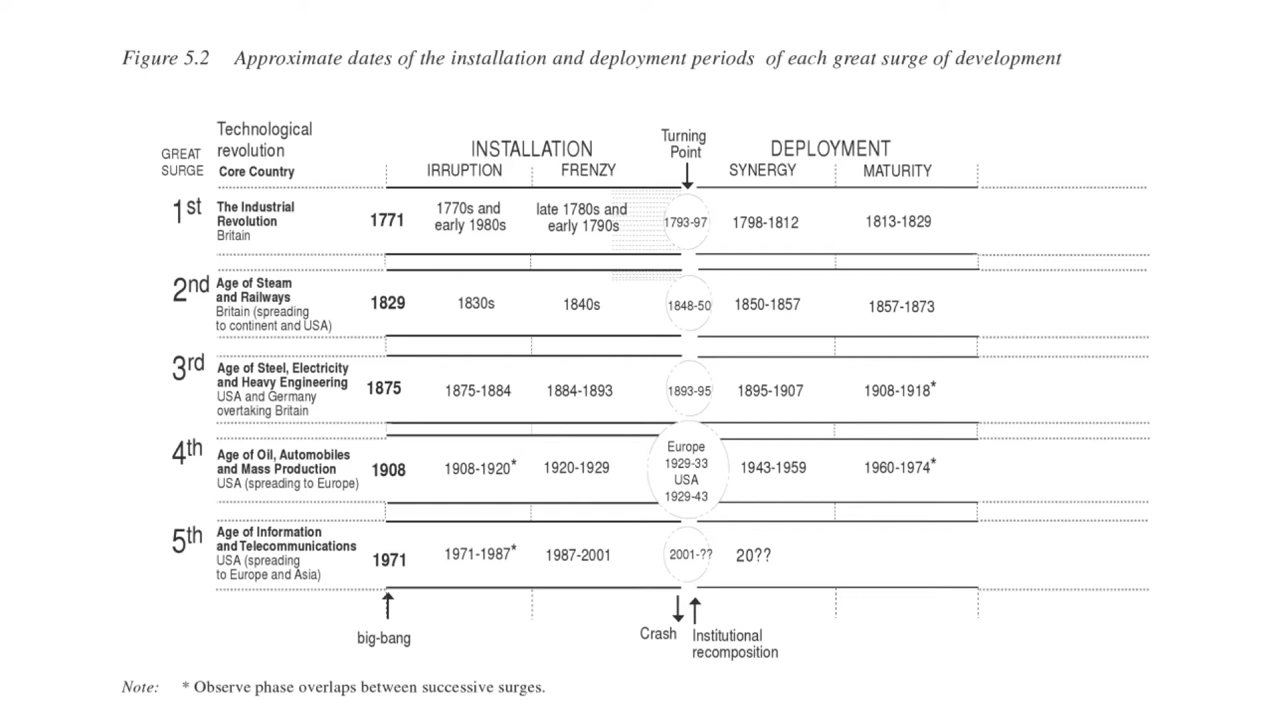 Figure 5.2 Approximate dates of the installation and deployment periods of each great surge of development
GREAT
SURGE
Technological
revolution
Core Country
INSTALLATION
IRRUPTION FRENZY
Turning
Point
DEPLOYMENT
SYNERGY MATURITY
1st
The Industrial
Revolution
Britain
1771
1770s and
early 1980s
late 1780s and
early 1790s
1793-97
1798-1812
1813-1829
2nd
Age of Steam
and Railways
Britain (spreading
to continent and USA)
1829
1830s
1840s
1848-50
1850-1857
1857-1873
3rd
Age of Steel, Electricity
and Heavy Engineering
USA and Germany
overtaking Britain
1875
1875-1884
1884-1893
1893-95
1895-1907
1908-1918*
4th
Age of Oil, Automobiles
and Mass Production
USA (spreading to Europe)
1908
1908-1920*
1920-1929
Europe
1929-33
USA
1929-43
1943-1959
1960-1974*
5th
Age of Information
and Telecommunications
USA (spreading
to Europe and Asia)
1971
1971-1987*
1987-2001
2001-??
20??
big-bang
Crash
Institutional
recomposition
Note: * Observe phase overlaps between successive surges.